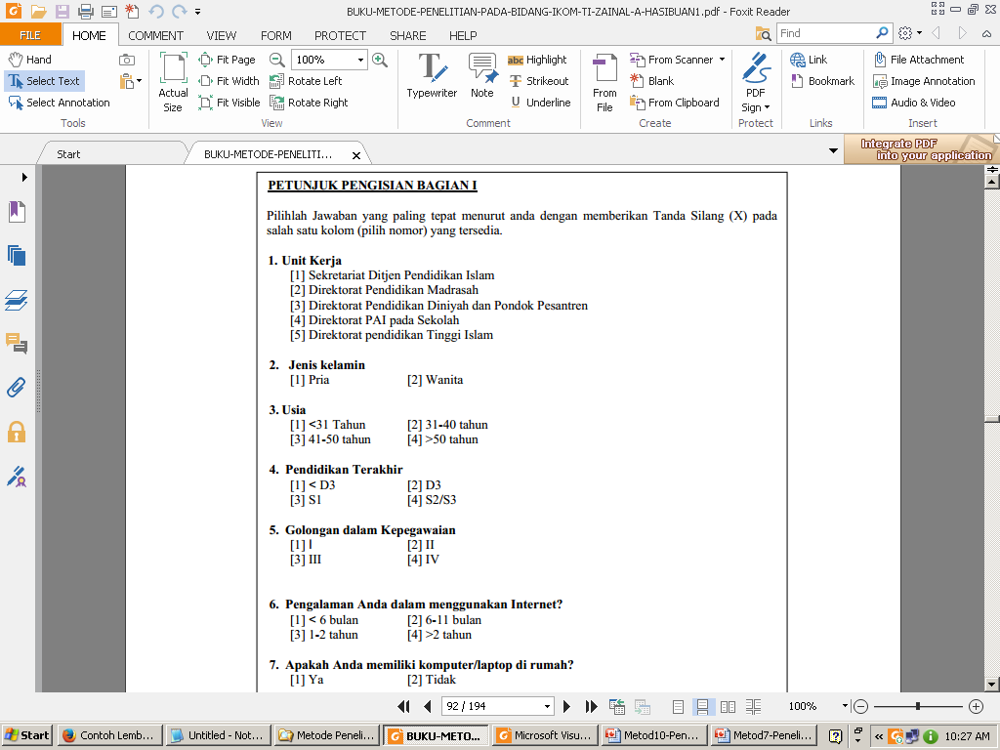 BUKU-METODE-PENELITIAN-PADA-BIDANG-IKOM-TI-ZAINAL-A-HASIBUAN1.pdf - Foxit Reader
FILE HOME COMMENT VIEW FORM PROTECT SHARE HELP Find
Hand
Select Text
Select Annotation
Tools
Actual Size
Fit Page 100%
Fit Width Rotate Left
Fit Visible Rotate Right
View
Typewriter Note
abc Highlight
T Strikeout
U Underline
Comment
From File
From Scanner
Blank
From Clipboard
Create
PDF Sign
Protect
Link
Bookmark
Links
File Attachment
Image Annotation
Audio & Video
Insert
Start BUKU-METODE-PENELITI... x
Integrate PDF
into your application
PETUNJUK PENGISIAN BAGIAN I
Pilihlah Jawaban yang paling tepat menurut anda dengan memberikan Tanda Silang (X) pada
salah satu kolom (pilih nomor) yang tersedia.
1. Unit Kerja
[1] Sekretariat Ditjen Pendidikan Islam
[2] Direktorat Pendidikan Madrasah
[3] Direktorat Pendidikan Diniyah dan Pondok Pesantren
[4] Direktorat PAI pada Sekolah
[5] Direktorat pendidikan Tinggi Islam
2. Jenis kelamin
[1] Pria [2] Wanita
3. Usia
[1] <31 Tahun [2] 31-40 tahun
[3] 41-50 tahun [4] >50 tahun
4. Pendidikan Terakhir
[1] < D3 [2] D3
[3] S1 [4] S2/S3
5. Golongan dalam Kepegawaian
[1] I [2] II
[3] III [4] IV
6. Pengalaman Anda dalam menggunakan Internet?
[1] < 6 bulan [2] 6-11 bulan
[3] 1-2 tahun [4] >2 tahun
7. Apakah Anda memiliki komputer/laptop di rumah?
[1] Ya [2] Tidak
92 / 194 100%
Start Contoh Lemb... Untitled - Not... Metode Peneli... BUKU-METO... Microsoft Visu... Metod10-Pen... Metod7-Peneli... 10:27 AM